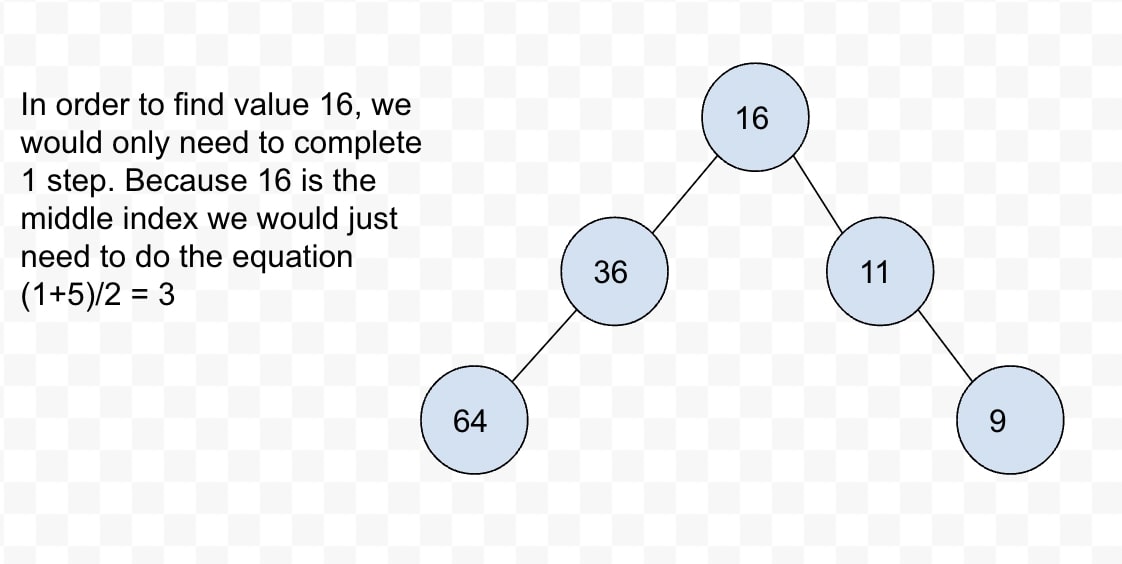 In order to find value 16, we
would only need to complete
1 step. Because 16 is the
middle index we would just
need to do the equation
(1+5)/2 = 3
16
36
11
64
9